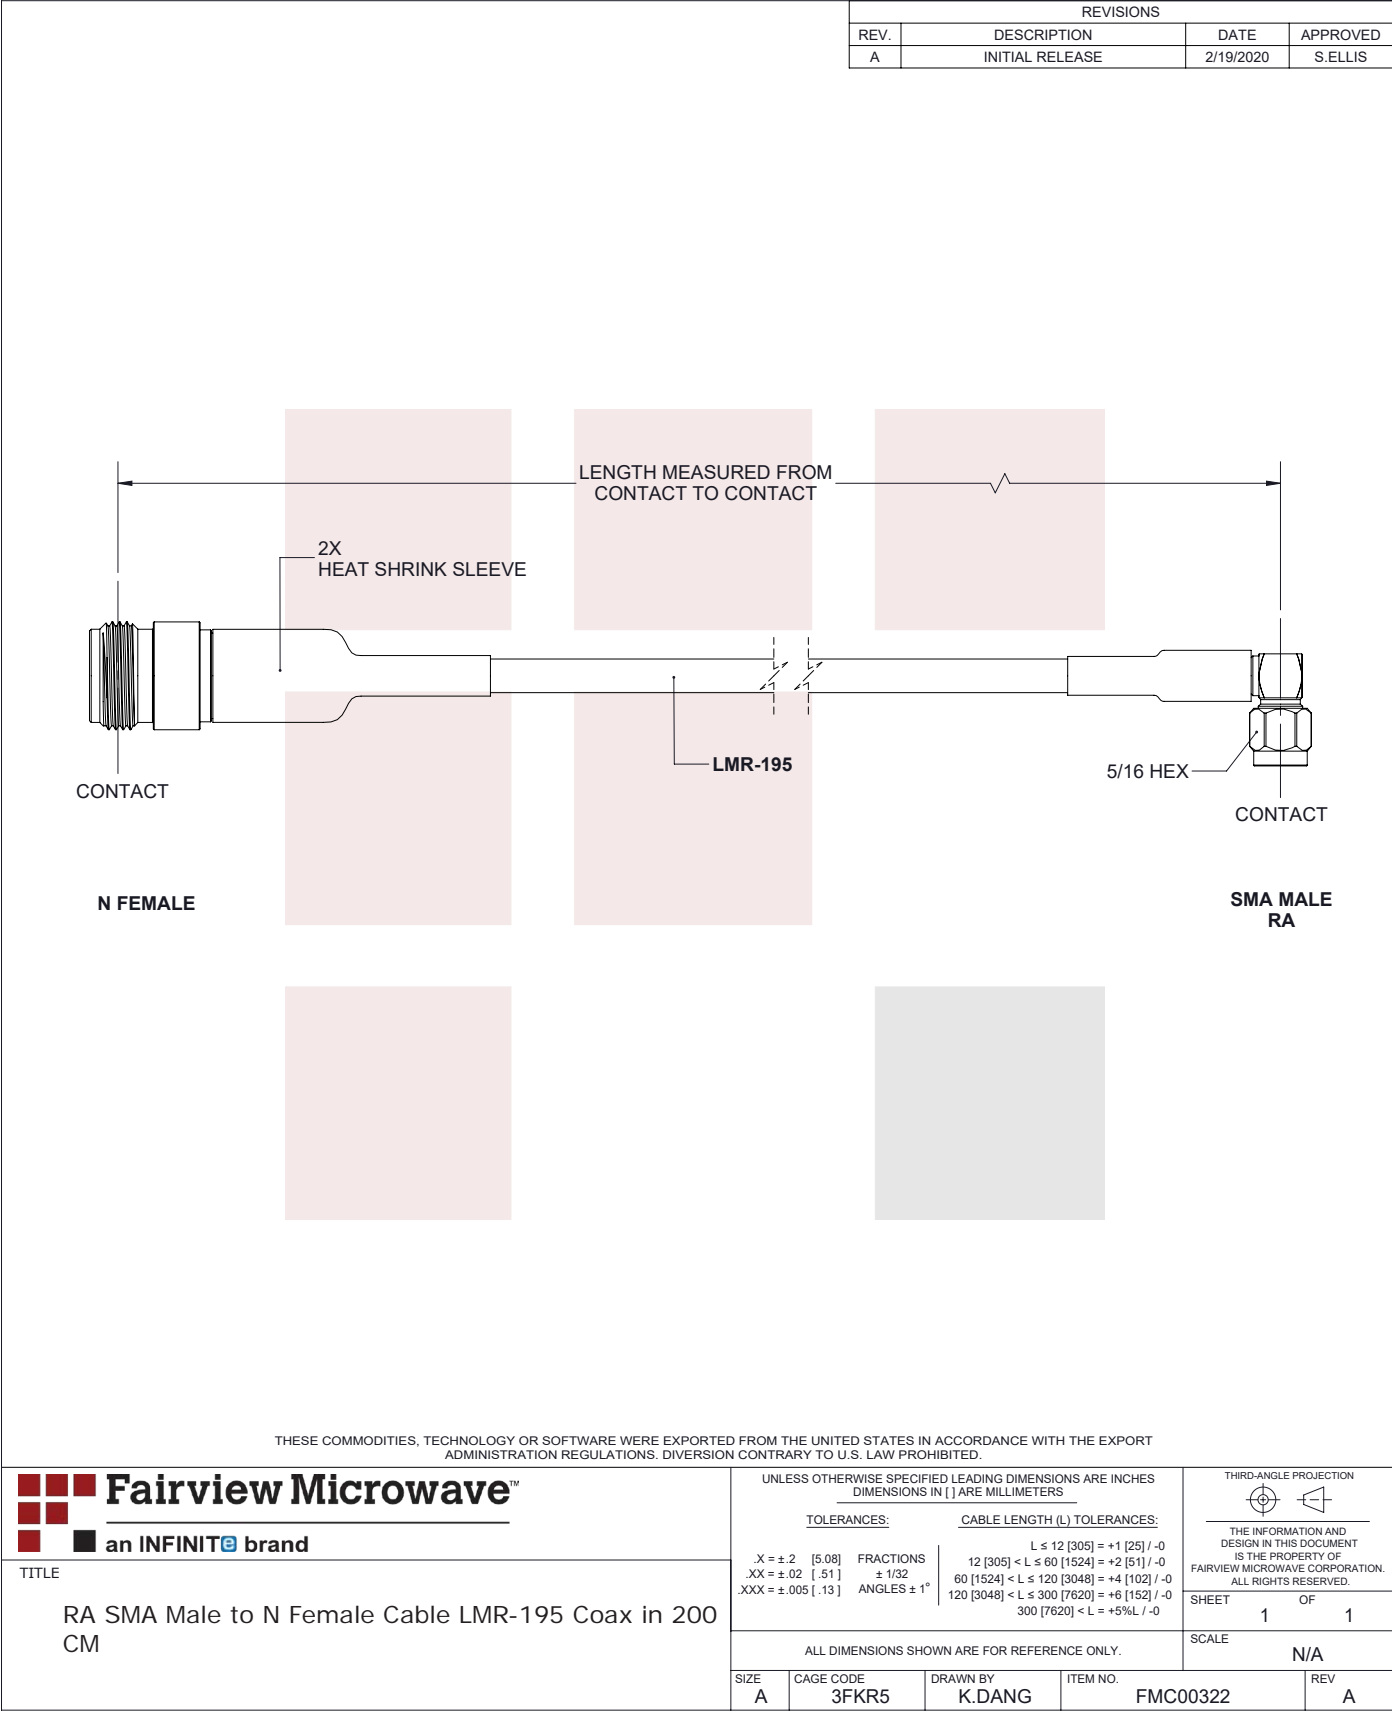 REVISIONS
REV. DESCRIPTION DATE APPROVED
A INITIAL RELEASE 2/19/2020 S.ELLIS
LENGTH MEASURED FROM
CONTACT TO CONTACT
2X
HEAT SHRINK SLEEVE
LMR-195
5/16 HEX
CONTACT
CONTACT
N FEMALE
SMA MALE
RA
THESE COMMODITIES, TECHNOLOGY OR SOFTWARE WERE EXPORTED FROM THE UNITED STATES IN ACCORDANCE WITH THE EXPORT
ADMINISTRATION REGULATIONS. DIVERSION CONTRARY TO U.S. LAW PROHIBITED.
Fairview Microwave™
an INFINITe brand
TITLE
RA SMA Male to N Female Cable LMR-195 Coax in 200
CM
UNLESS OTHERWISE SPECIFIED LEADING DIMENSIONS ARE INCHES
DIMENSIONS IN [ ] ARE MILLIMETERS
TOLERANCES:
.X = ±.2 [5.08] FRACTIONS
.XX = ±.02 [ .51 ] ± 1/32
.XXX = ±.005 [ .13 ] ANGLES ± 1°
CABLE LENGTH (L) TOLERANCES:
L ≤ 12 [305] = +1 [25] / -0
12 [305] < L ≤ 60 [1524] = +2 [51] / -0
60 [1524] < L ≤ 120 [3048] = +4 [102] / -0
120 [3048] < L ≤ 300 [7620] = +6 [152] / -0
300 [7620] < L = +5%L / -0
ALL DIMENSIONS SHOWN ARE FOR REFERENCE ONLY.
THIRD-ANGLE PROJECTION
THE INFORMATION AND
DESIGN IN THIS DOCUMENT
IS THE PROPERTY OF
FAIRVIEW MICROWAVE CORPORATION.
ALL RIGHTS RESERVED.
SHEET 1 OF 1
SCALE
N/A
SIZE CAGE CODE DRAWN BY ITEM NO. REV
A 3FKR5 K.DANG FMC00322 A